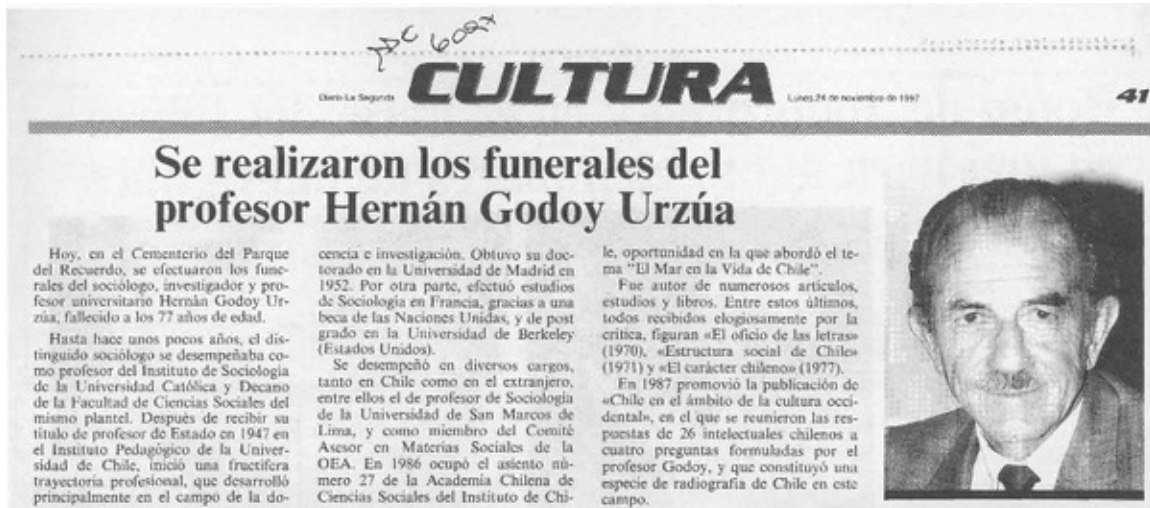 ADC
Diario La Segunda
CULTURA
Lunes 24 de noviembre de 1997
41
Se realizaron los funerales del
profesor Hernán Godoy Urzúa
Hoy, en el Cementerio del Parque
del Recuerdo, se efectuaron los fune-
rales del sociólogo, investigador y pro-
fesor universitario Hernán Godoy Ur-
zúa, fallecido a los 77 años de edad.
Hasta hace unos pocos años, el dis-
tinguido sociólogo se desempeñaba co-
mo profesor del Instituto de Sociología
de la Universidad Católica y Decano
de la Facultad de Ciencias Sociales del
mismo plantel. Después de recibir su
título de profesor de Estado en 1947 en
el Instituto Pedagógico de la Univer-
sidad de Chile, inició una fructífera
trayectoria profesional, que desarrolló
principalmente en el campo de la do-
cencia e investigación. Obtuvo su doc-
torado en la Universidad de Madrid en
1952. Por otra parte, efectuó estudios
de Sociología en Francia, gracias a una
beca de las Naciones Unidas, y de post
grado en la Universidad de Berkeley
(Estados Unidos).
Se desempeñó en diversos cargos,
tanto en Chile como en el extranjero,
entre ellos el de profesor de Sociología
de la Universidad de San Marcos de
Lima, y como miembro del Comité
Asesor en Materias Sociales de la
OEA. En 1986 ocupó el asiento nú-
mero 27 de la Academia Chilena de
Ciencias Sociales del Instituto de Chi-
le, oportunidad en la que abordó el te-
ma "El Mar en la Vida de Chile".
Fue autor de numerosos artículos,
estudios y libros. Entre estos últimos,
todos recibidos elogiosamente por la
crítica, figuran «El oficio de las letras»
(1970), «Estructura social de Chile»
(1971) y «El carácter chileno» (1977).
En 1987 promovió la publicación de
«Chile en el ámbito de la cultura occi-
dental», en el que se reunieron las res-
puestas de 26 intelectuales chilenos a
cuatro preguntas formuladas por el
profesor Godoy, y que constituyó una
especie de radiografía de Chile en este
campo.